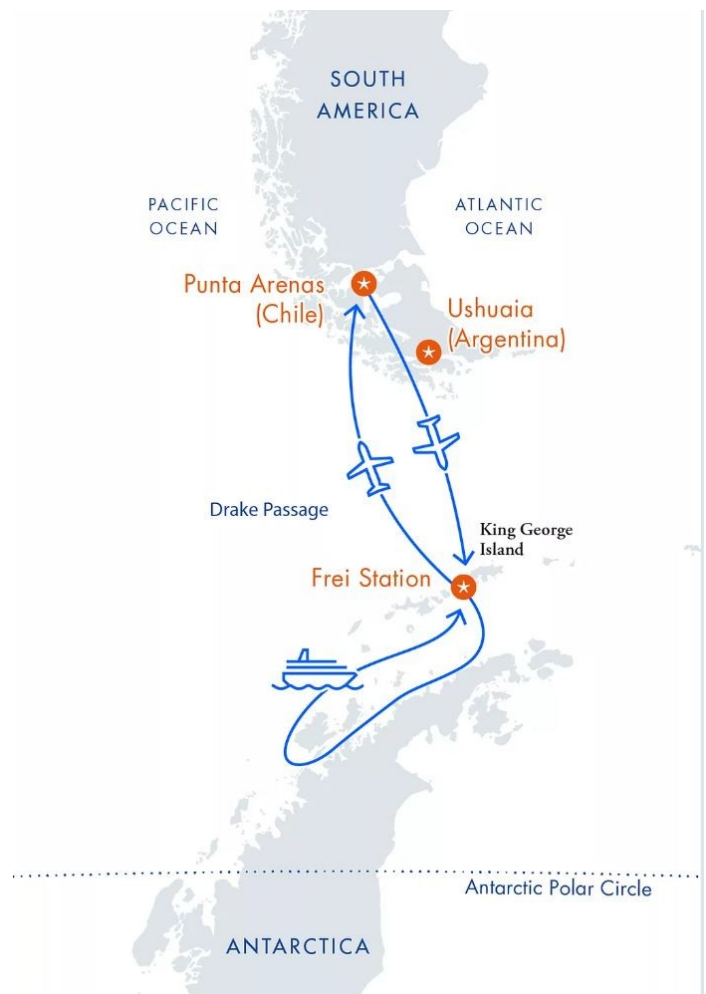 SOUTH
AMERICA
PACIFIC
OCEAN
ATLANTIC
OCEAN
Punta Arenas
(Chile)
Ushuaia
(Argentina)
Drake Passage
King George
Island
Frei Station
Antarctic Polar Circle
ANTARCTICA